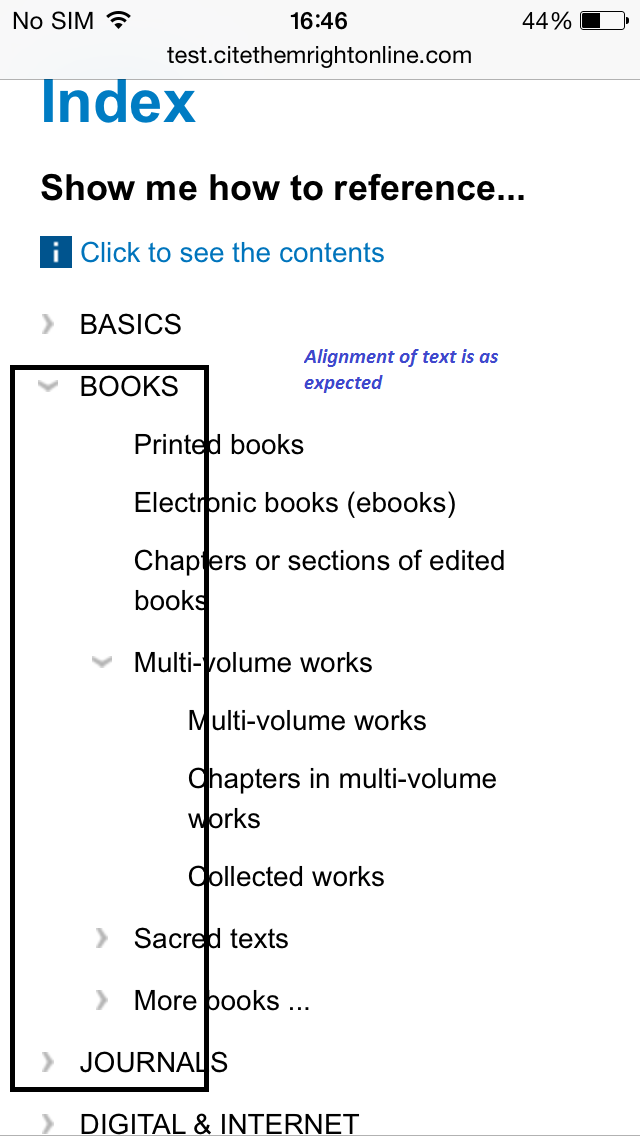 No SIM 16:46 44%
test.citethemrightonline.com
Index
Show me how to reference...
i Click to see the contents
BASICS
Alignment of text is as
expected
BOOKS
Printed books
Electronic books (ebooks)
Chapters or sections of edited
books
Multi-volume works
Multi-volume works
Chapters in multi-volume
works
Collected works
Sacred texts
More books ...
JOURNALS
DIGITAL & INTERNET